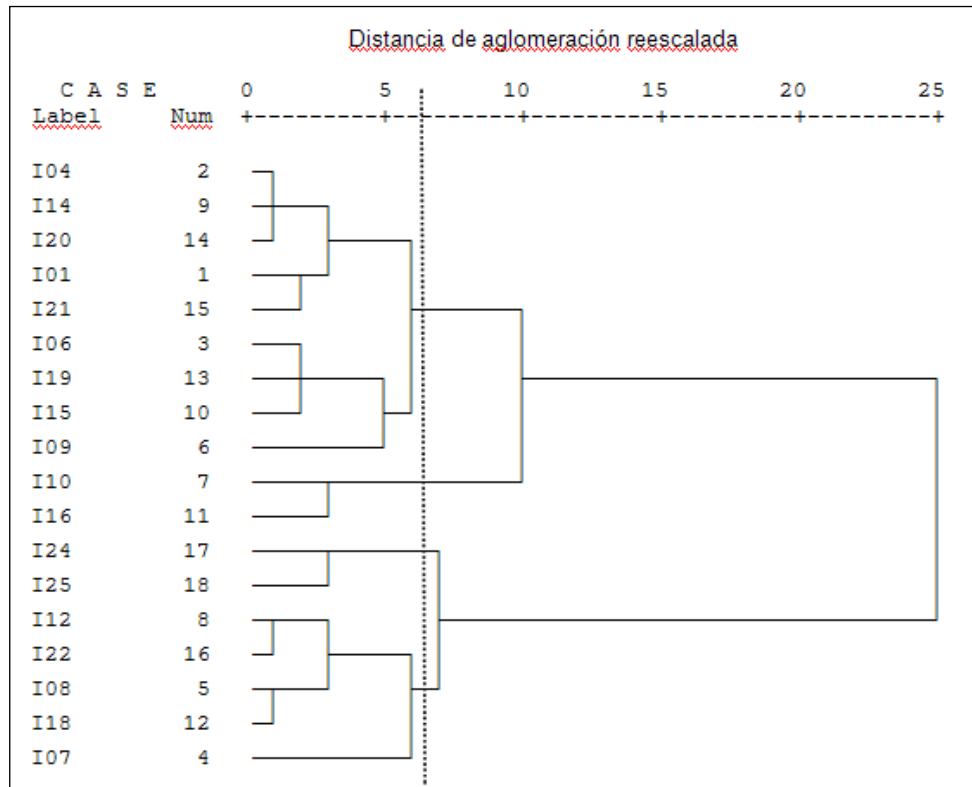 Distancia de aglomeración reescalada
C A S E 0 5 10 15 20 25
Label Num +---------+---------+---------+---------+---------+
I04 2
I14 9
I20 14
I01 1
I21 15
I06 3
I19 13
I15 10
I09 6
I10 7
I16 11
I24 17
I25 18
I12 8
I22 16
I08 5
I18 12
I07 4